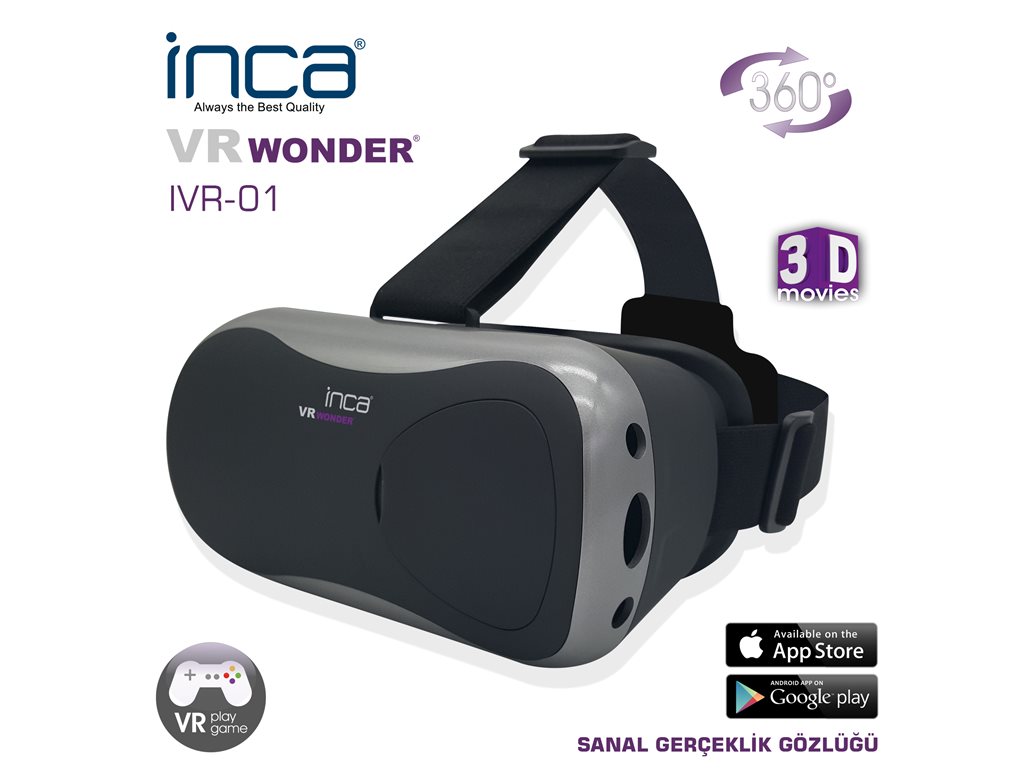 inca®
Always the Best Quality
VR WONDER®
IVR-01
360°
3D
movies
inca®
VR WONDER
VR play
game
Available on the
App Store
ANDROID APP ON
Google play
SANAL GERÇEKLİK GÖZLÜĞÜ